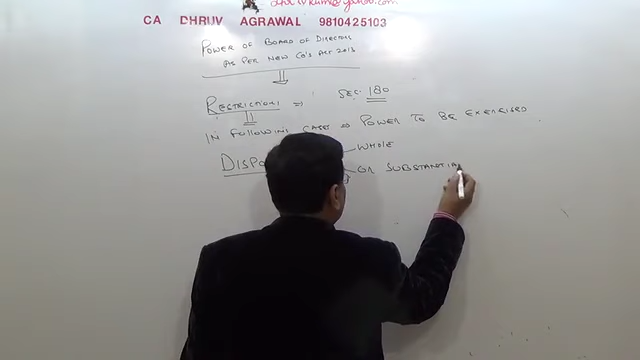 CA DHRUV AGRAWAL 9810425103
POWER OF BOARD OF DIRECTORS
AS PER NEW CO'S ACT 2013
RESTRICTIONS ⇒ SEC. 180
IN FOLLOWING CASES ⇒ POWER TO BE EXERCISED
WHOLE
DISPO
OR SUBSTANTIA